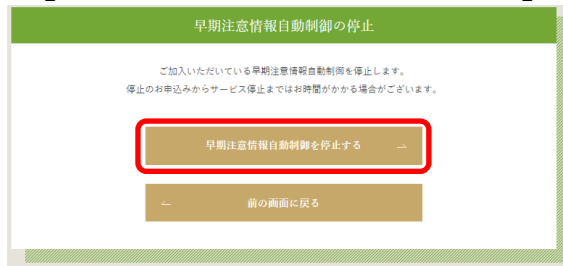 早期注意情報自動制御の停止
ご加入いただいている早期注意情報自動制御を停止します。
停止のお申込みからサービス停止まではお時間がかかる場合がございます。
早期注意情報自動制御を停止する
前の画面に戻る